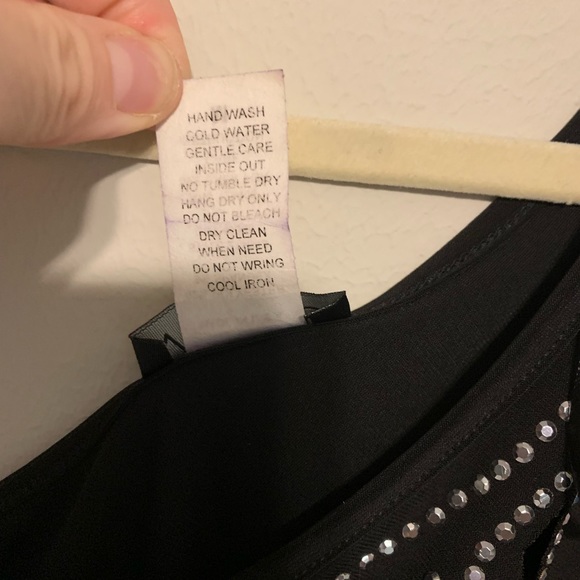 HAND WASH
COLD WATER
GENTLE CARE
INSIDE OUT
NO TUMBLE DRY
HANG DRY ONLY
DO NOT BLEACH
DRY CLEAN
WHEN NEED
DO NOT WRING
COOL IRON